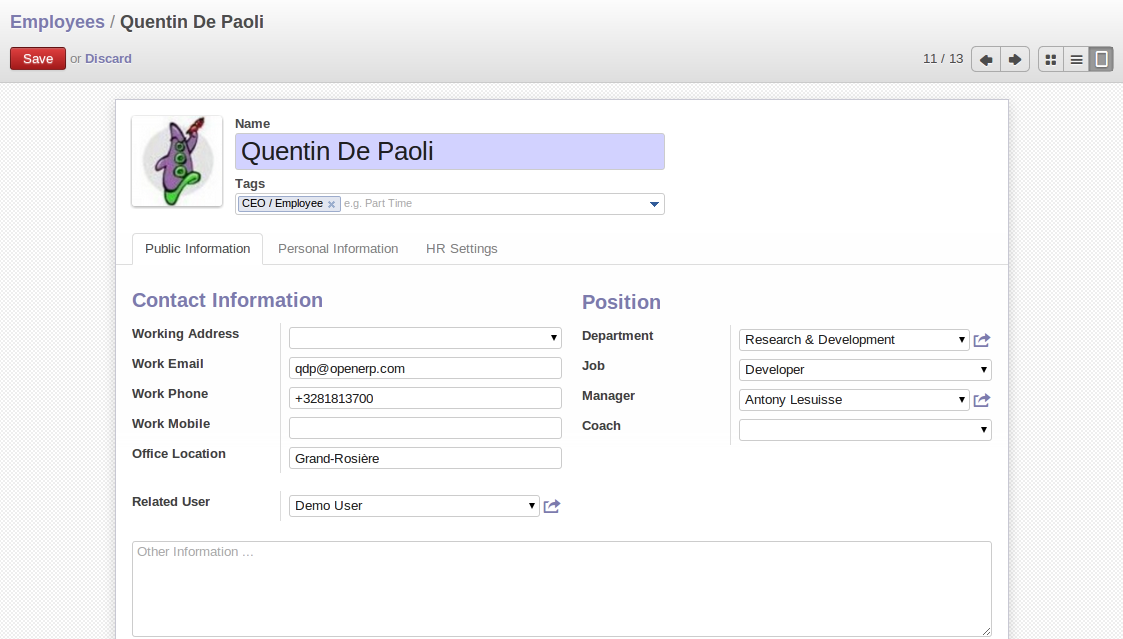 Employees / Quentin De Paoli
Save or Discard
11 / 13
Name
Quentin De Paoli
Tags
CEO / Employee × e.g. Part Time
Public Information Personal Information HR Settings
Contact Information
Working Address
Work Email qdp@openerp.com
Work Phone +3281813700
Work Mobile
Office Location Grand-Rosière
Related User Demo User
Position
Department Research & Development
Job Developer
Manager Antony Lesuisse
Coach
Other Information ...